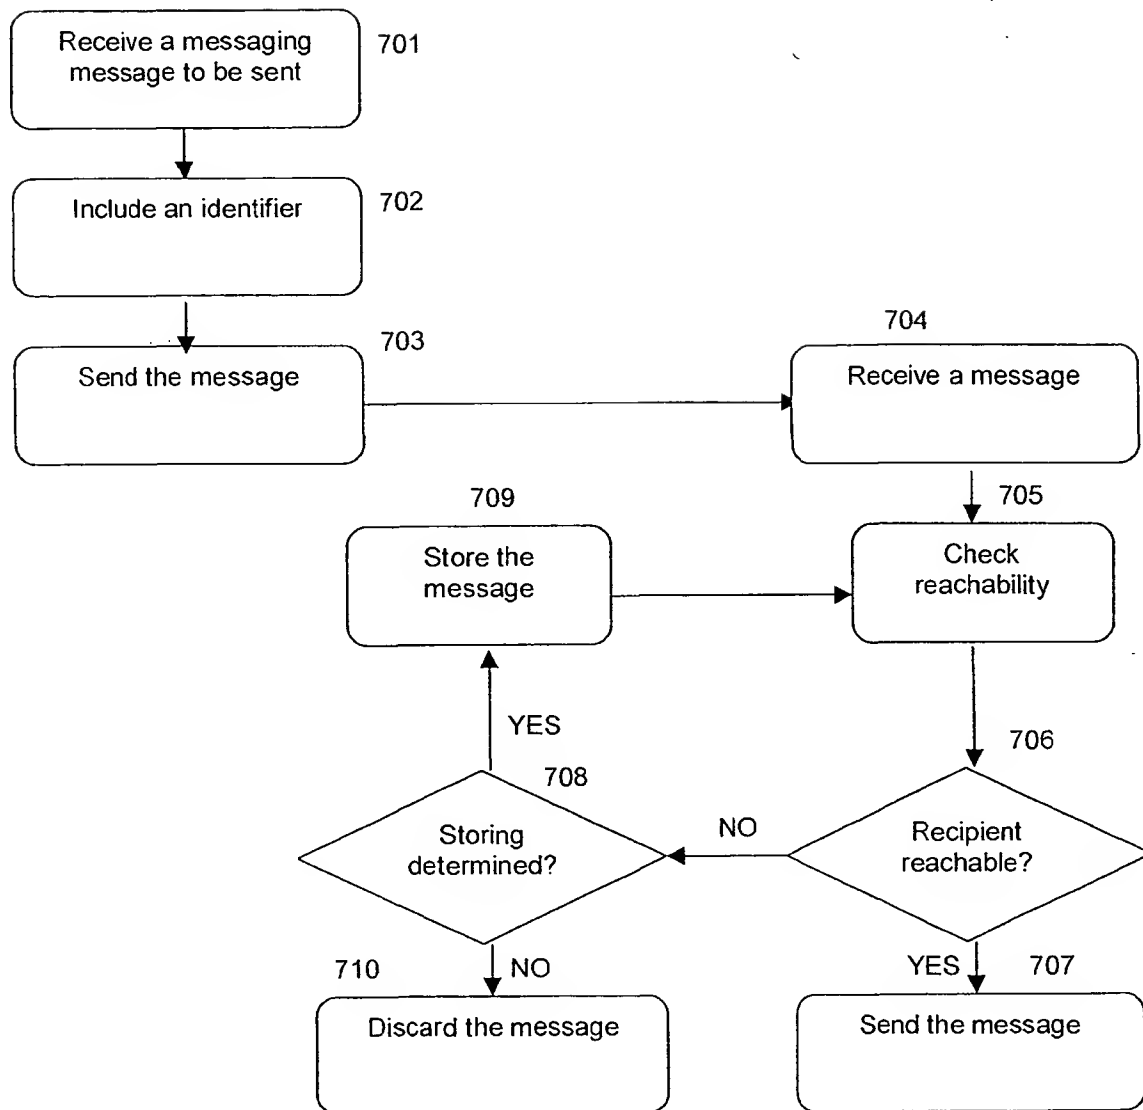 Receive a messaging
message to be sent
701
Include an identifier
702
703
Send the message
704
Receive a message
705
709
Store the
message
Check
reachability
YES
706
708
Storing
determined?
NO
Recipient
reachable?
710
NO
YES
707
Discard the message
Send the message